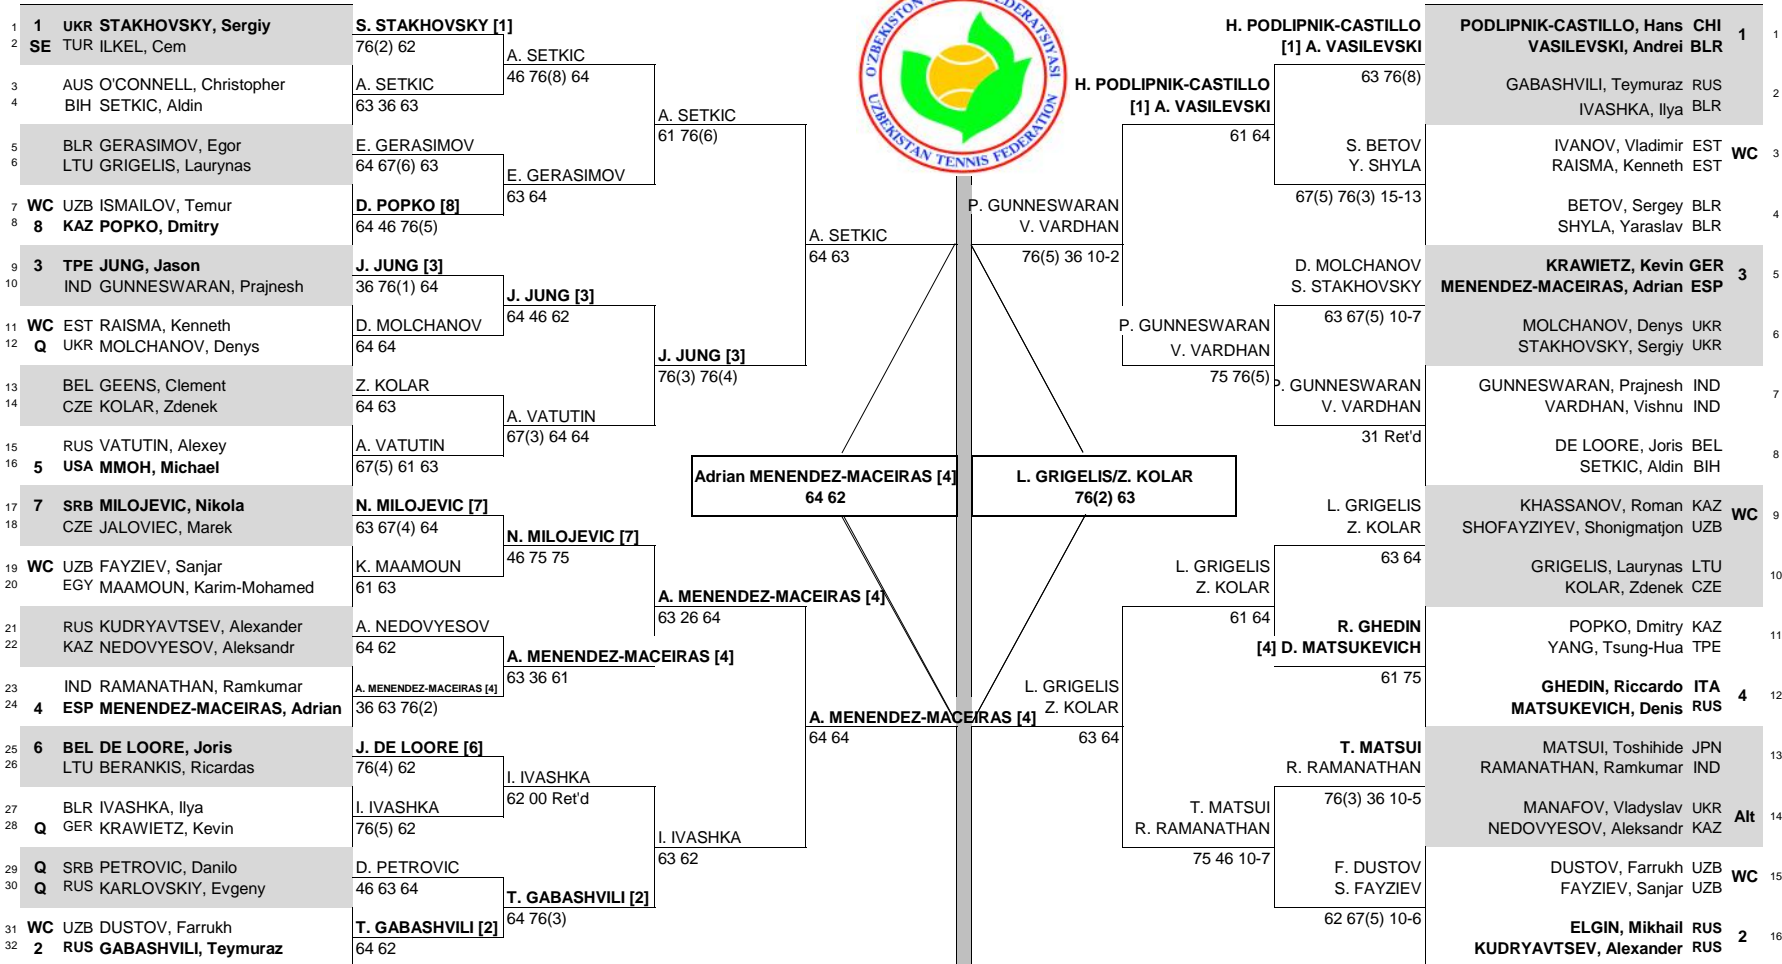 1 1 UKR STAKHOVSKY, Sergiy
2 SE TUR ILKEL, Cem
3 AUS O'CONNELL, Christopher
4 BIH SETKIC, Aldin
5 BLR GERASIMOV, Egor
6 LTU GRIGELIS, Laurynas
7 WC UZB ISMAILOV, Temur
8 8 KAZ POPKO, Dmitry
9 3 TPE JUNG, Jason
10 IND GUNNESWARAN, Prajnesh
11 WC EST RAISMA, Kenneth
12 Q UKR MOLCHANOV, Denys
13 BEL GEENS, Clement
14 CZE KOLAR, Zdenek
15 RUS VATUTIN, Alexey
16 5 USA MMOH, Michael
17 7 SRB MILOJEVIC, Nikola
18 CZE JALOVIEC, Marek
19 WC UZB FAYZIEV, Sanjar
20 EGY MAAMOUN, Karim-Mohamed
21 RUS KUDRYAVTSEV, Alexander
22 KAZ NEDOVYESOV, Aleksandr
23 IND RAMANATHAN, Ramkumar
24 4 ESP MENENDEZ-MACEIRAS, Adrian
25 6 BEL DE LOORE, Joris
26 LTU BERANKIS, Ricardas
27 BLR IVASHKA, Ilya
28 Q GER KRAWIETZ, Kevin
29 Q SRB PETROVIC, Danilo
30 Q RUS KARLOVSKIY, Evgeny
31 WC UZB DUSTOV, Farrukh
32 2 RUS GABASHVILI, Teymuraz
S. STAKHOVSKY [1]
76(2) 62
A. SETKIC
63 36 63
E. GERASIMOV
64 67(6) 63
D. POPKO [8]
64 46 76(5)
J. JUNG [3]
36 76(1) 64
D. MOLCHANOV
64 64
Z. KOLAR
64 63
A. VATUTIN
67(5) 61 63
N. MILOJEVIC [7]
63 67(4) 64
K. MAAMOUN
61 63
A. NEDOVYESOV
64 62
A. MENENDEZ-MACEIRAS [4]
36 63 76(2)
J. DE LOORE [6]
76(4) 62
I. IVASHKA
76(5) 62
D. PETROVIC
46 63 64
T. GABASHVILI [2]
64 62
A. SETKIC
46 76(8) 64
E. GERASIMOV
63 64
J. JUNG [3]
64 46 62
A. VATUTIN
67(3) 64 64
N. MILOJEVIC [7]
46 75 75
A. MENENDEZ-MACEIRAS [4]
63 36 61
I. IVASHKA
62 00 Ret'd
T. GABASHVILI [2]
64 76(3)
A. SETKIC
61 76(6)
J. JUNG [3]
76(3) 76(4)
A. MENENDEZ-MACEIRAS [4]
63 26 64
I. IVASHKA
63 62
A. SETKIC
64 63
A. MENENDEZ-MACEIRAS [4]
64 64
Adrian MENENDEZ-MACEIRAS [4]
64 62
UZBEKISTAN TENNIS FEDERATION
L. GRIGELIS/Z. KOLAR
76(2) 63
P. GUNNESWARAN
V. VARDHAN
76(5) 36 10-2
L. GRIGELIS
Z. KOLAR
63 64
H. PODLIPNIK-CASTILLO
[1] A. VASILEVSKI
61 64
P. GUNNESWARAN
V. VARDHAN
75 76(5)
L. GRIGELIS
Z. KOLAR
61 64
T. MATSUI
R. RAMANATHAN
75 46 10-7
H. PODLIPNIK-CASTILLO
[1] A. VASILEVSKI
63 76(8)
S. BETOV
Y. SHYLA
67(5) 76(3) 15-13
D. MOLCHANOV
S. STAKHOVSKY
63 67(5) 10-7
P. GUNNESWARAN
V. VARDHAN
31 Ret'd
L. GRIGELIS
Z. KOLAR
63 64
R. GHEDIN
[4] D. MATSUKEVICH
61 75
T. MATSUI
R. RAMANATHAN
76(3) 36 10-5
F. DUSTOV
S. FAYZIEV
62 67(5) 10-6
PODLIPNIK-CASTILLO, Hans CHI
VASILEVSKI, Andrei BLR
1 1
GABASHVILI, Teymuraz RUS
IVASHKA, Ilya BLR
2
IVANOV, Vladimir EST
RAISMA, Kenneth EST
WC 3
BETOV, Sergey BLR
SHYLA, Yaraslav BLR
4
KRAWIETZ, Kevin GER
MENENDEZ-MACEIRAS, Adrian ESP
3 5
MOLCHANOV, Denys UKR
STAKHOVSKY, Sergiy UKR
6
GUNNESWARAN, Prajnesh IND
VARDHAN, Vishnu IND
7
DE LOORE, Joris BEL
SETKIC, Aldin BIH
8
KHASSANOV, Roman KAZ
SHOFAYZIYEV, Shonigmatjon UZB
WC 9
GRIGELIS, Laurynas LTU
KOLAR, Zdenek CZE
10
POPKO, Dmitry KAZ
YANG, Tsung-Hua TPE
11
GHEDIN, Riccardo ITA
MATSUKEVICH, Denis RUS
4 12
MATSUI, Toshihide JPN
RAMANATHAN, Ramkumar IND
13
MANAFOV, Vladyslav UKR
NEDOVYESOV, Aleksandr KAZ
Alt 14
DUSTOV, Farrukh UZB
FAYZIEV, Sanjar UZB
WC 15
ELGIN, Mikhail RUS
KUDRYAVTSEV, Alexander RUS
2 16